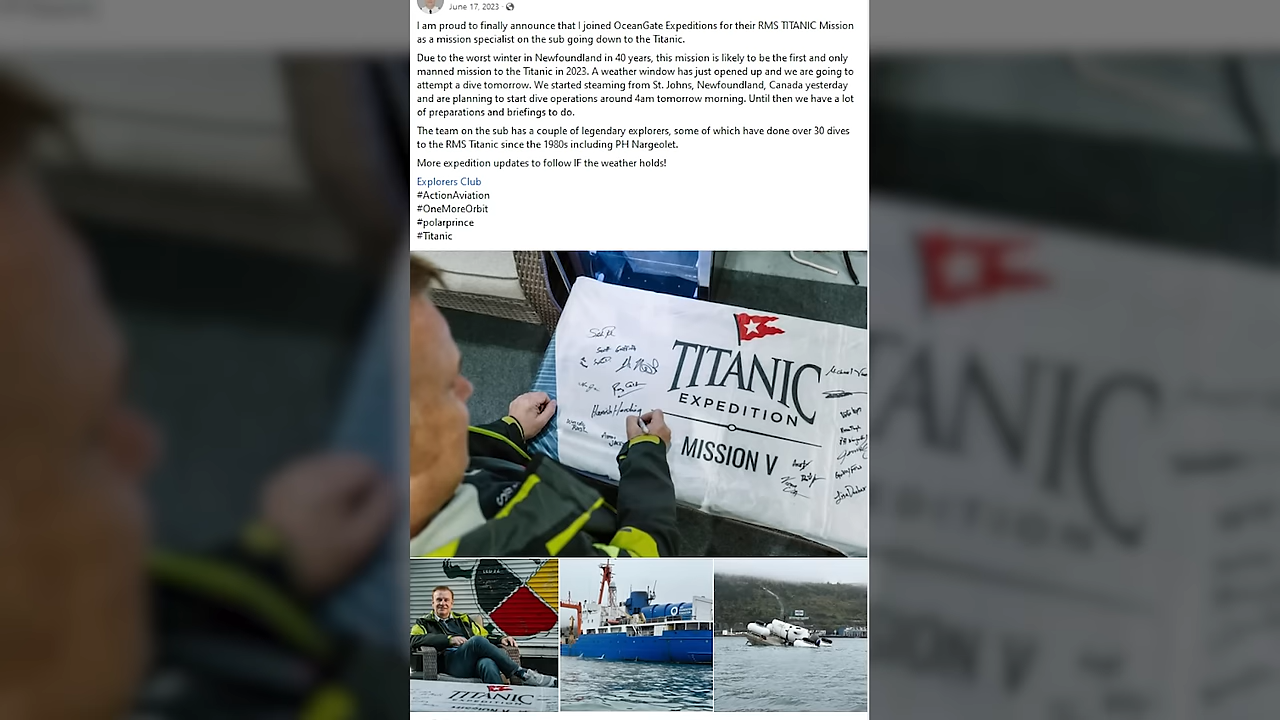 June 17, 2023
I am proud to finally announce that I joined OceanGate Expeditions for their RMS TITANIC Mission
as a mission specialist on the sub going down to the Titanic.
Due to the worst winter in Newfoundland in 40 years, this mission is likely to be the first and only
manned mission to the Titanic in 2023. A weather window has just opened up and we are going to
attempt a dive tomorrow. We started steaming from St. Johns, Newfoundland, Canada yesterday
and are planning to start dive operations around 4am tomorrow morning. Until then we have a lot
of preparations and briefings to do.
The team on the sub has a couple of legendary explorers, some of which have done over 30 dives
to the RMS Titanic since the 1980s including PH Nargeolet.
More expedition updates to follow IF the weather holds!
Explorers Club
#ActionAviation
#OneMoreOrbit
#polarprince
#Titanic
TITANIC
EXPEDITION
MISSION V
Hamish Harding
TITANIC
EXPEDITION